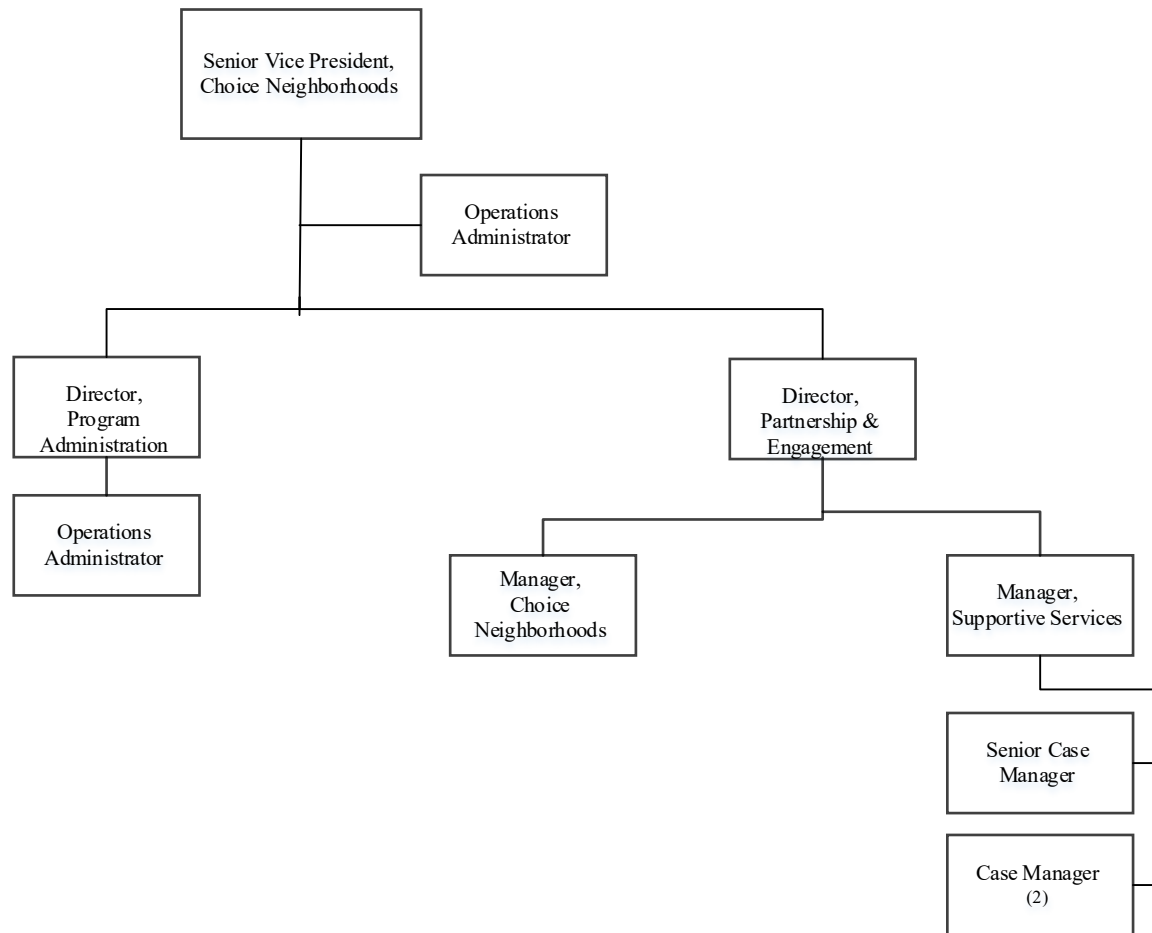 Senior Vice President,
Choice Neighborhoods
Operations
Administrator
Director,
Program
Administration
Director,
Partnership &
Engagement
Operations
Administrator
Manager,
Choice
Neighborhoods
Manager,
Supportive Services
Senior Case
Manager
Case Manager
(2)